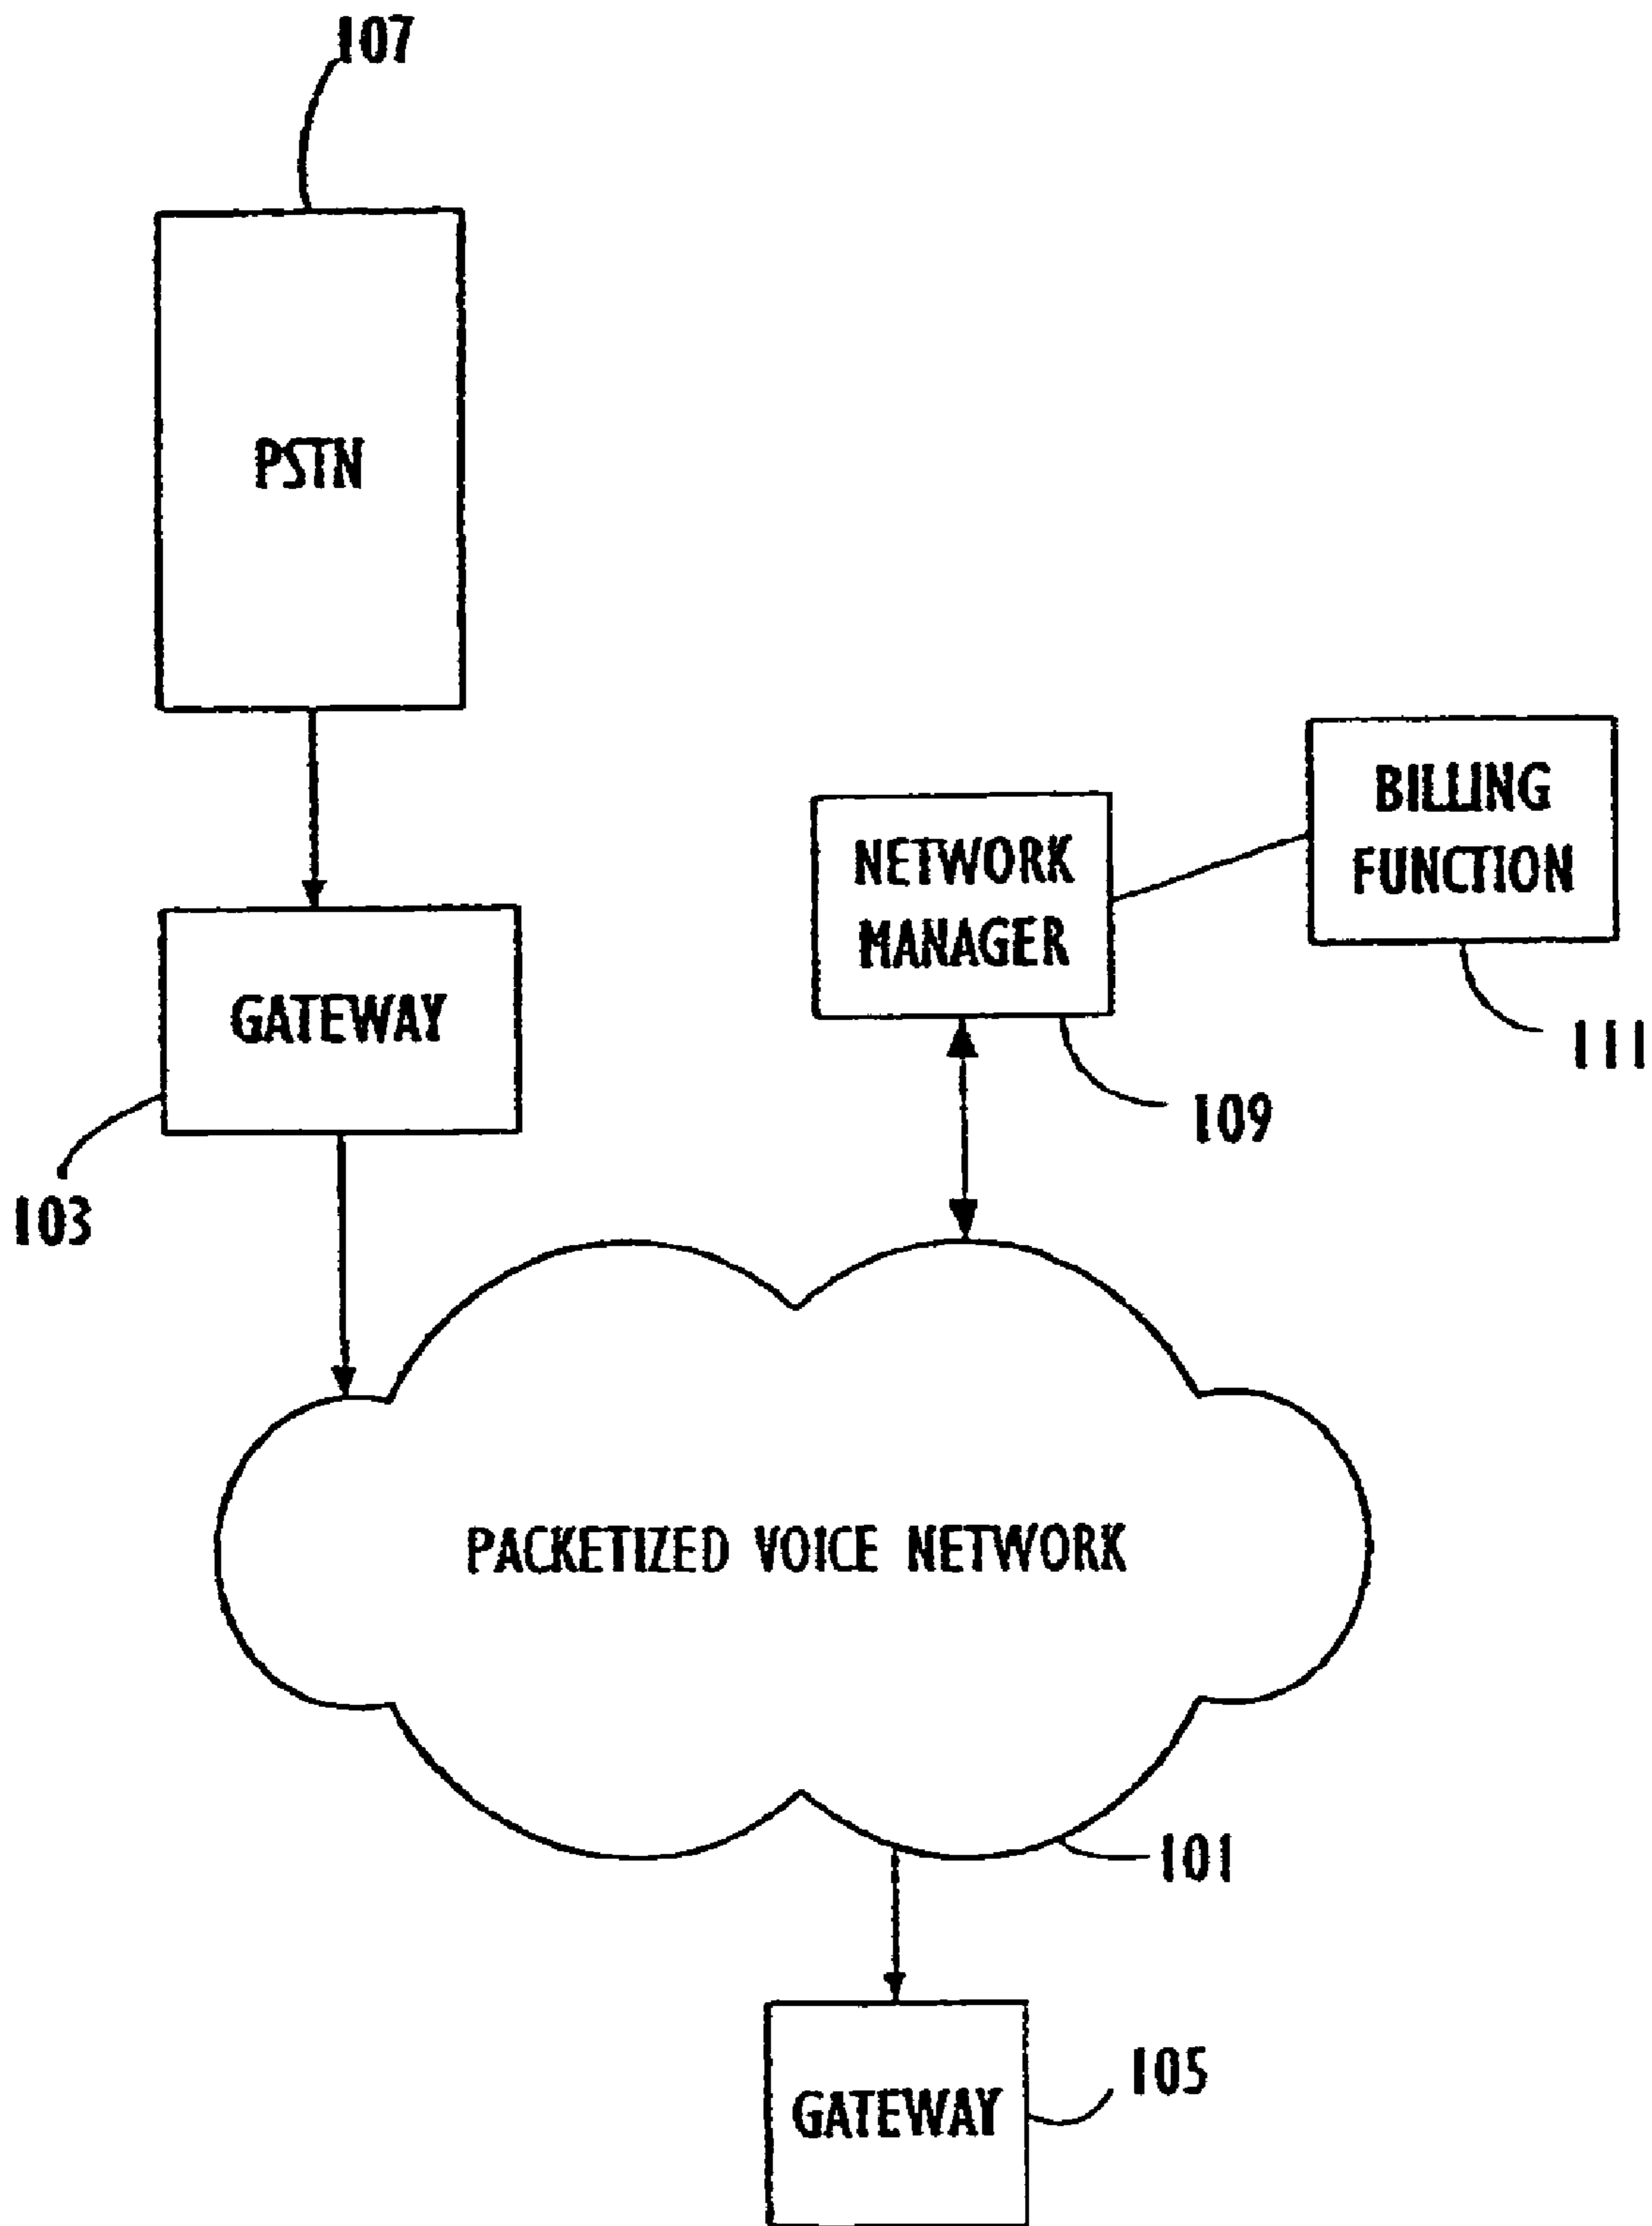 107
PSTN
BILLING
FUNCTION
NETWORK
MANAGER
GATEWAY
111
109
103
PACKETIZED VOICE NETWORK
101
105
GATEWAY